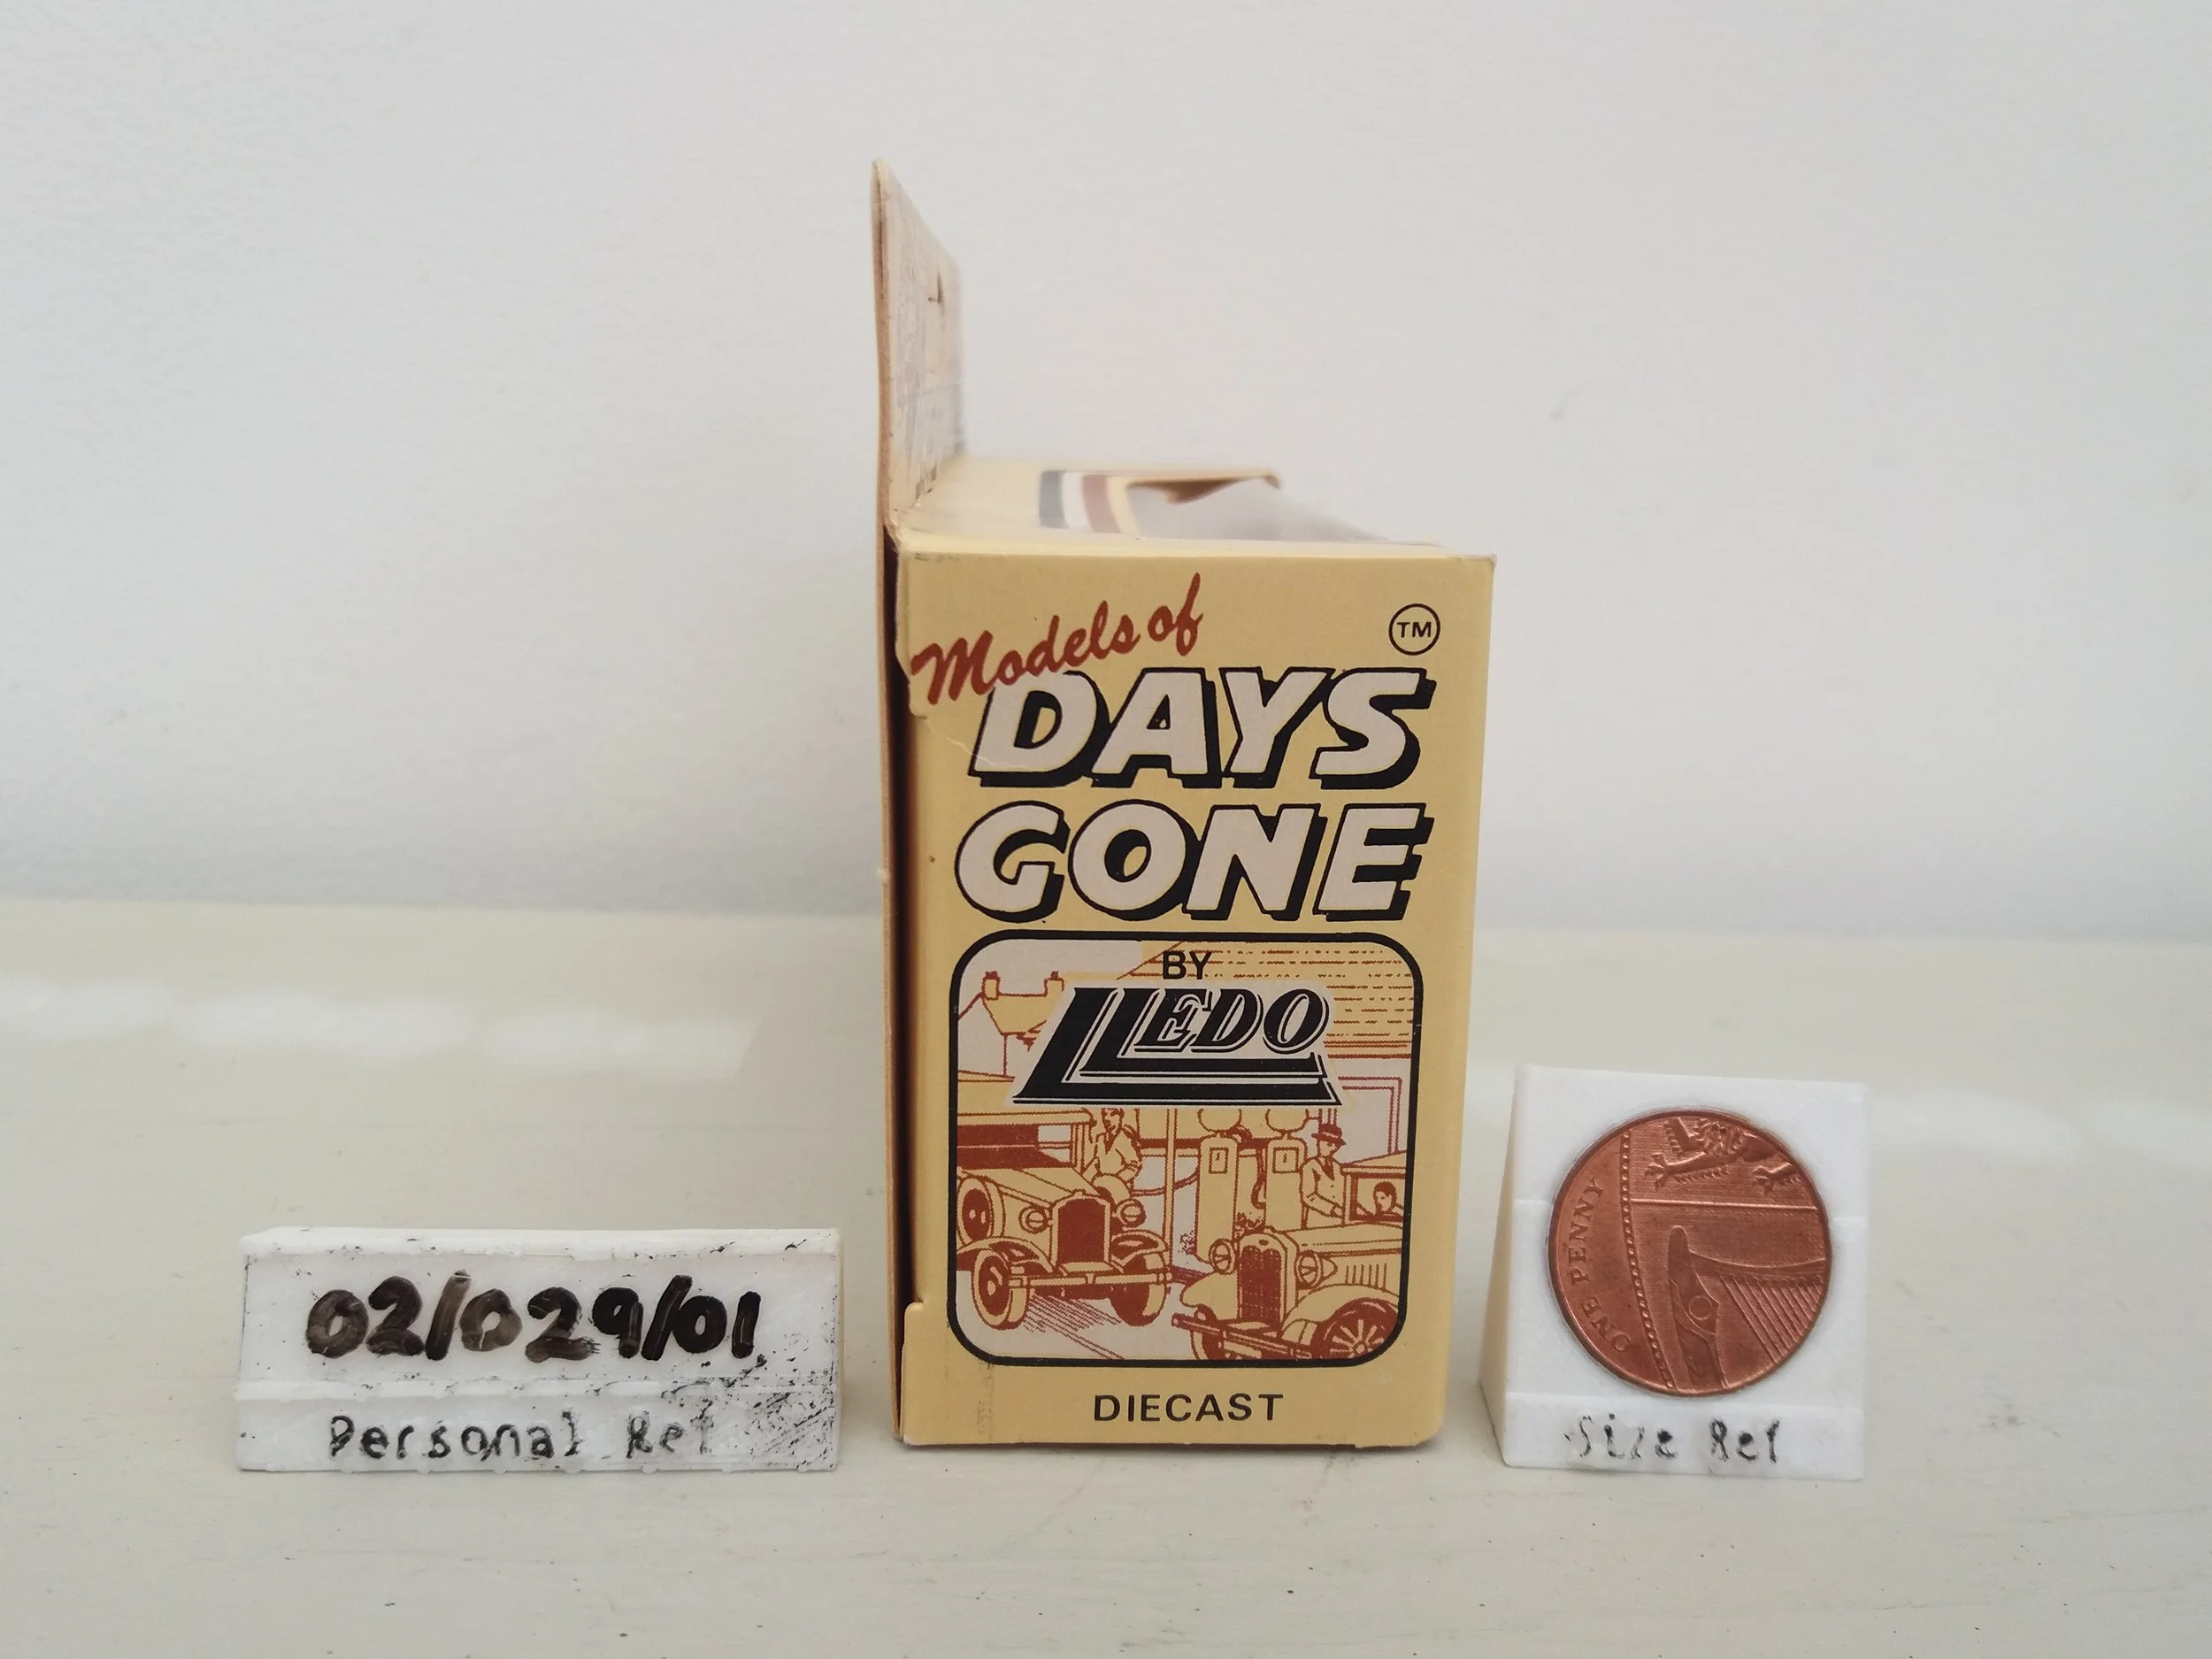 Models of
TM
DAYS
GONE
BY
LLEDO
DIECAST
02/029/01
Personal Ref
ONE PENNY
Size Ref